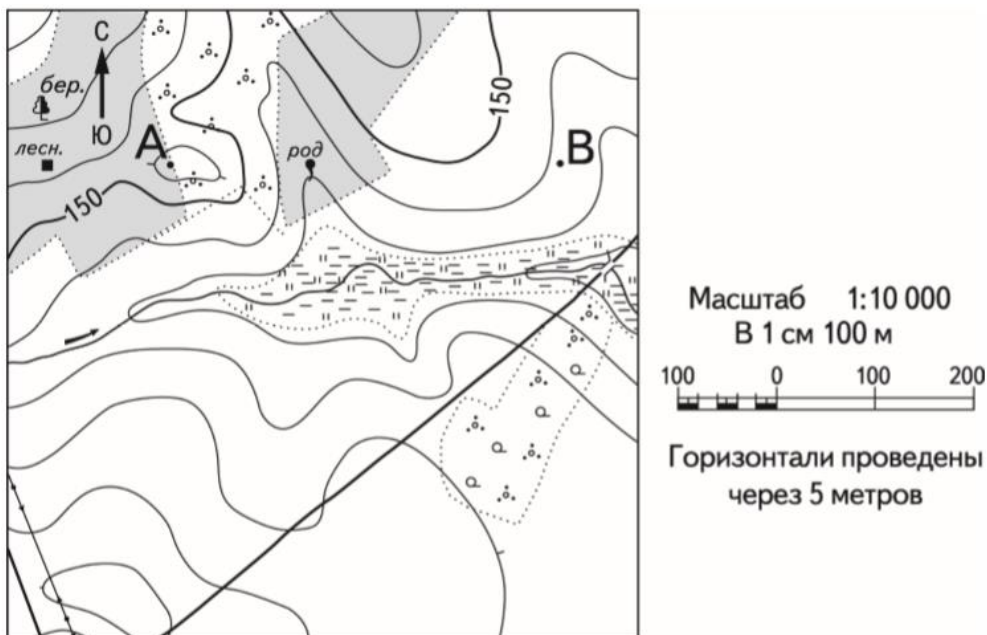 С
бер.
Ю
А
лесн.
род
150
150
В
Масштаб 1:10 000
В 1 см 100 м
100 0 100 200
Горизонтали проведены
через 5 метров